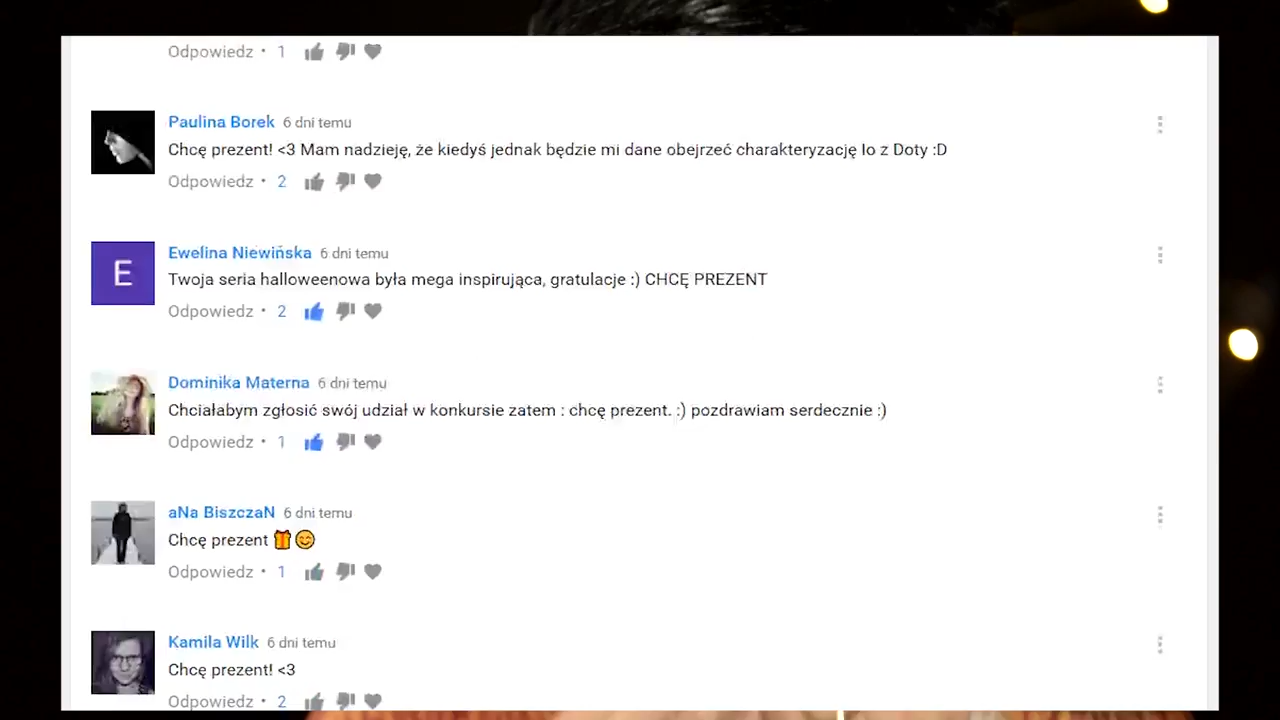 Odpowiedz • 1
Paulina Borek 6 dni temu
Chcę prezent! <3 Mam nadzieję, że kiedyś jednak będzie mi dane obejrzeć charakteryzację Io z Doty :D
Odpowiedz • 2
Ewelina Niewińska 6 dni temu
Twoja seria halloweenowa była mega inspirująca, gratulacje :) CHCĘ PREZENT
Odpowiedz • 2
E
Dominika Materna 6 dni temu
Chciałabym zgłosić swój udział w konkursie zatem : chcę prezent. :) pozdrawiam serdecznie :)
Odpowiedz • 1
aNa BiszczaN 6 dni temu
Chcę prezent 🎁😊
Odpowiedz • 1
Kamila Wilk 6 dni temu
Chcę prezent! <3
Odpowiedz • 2